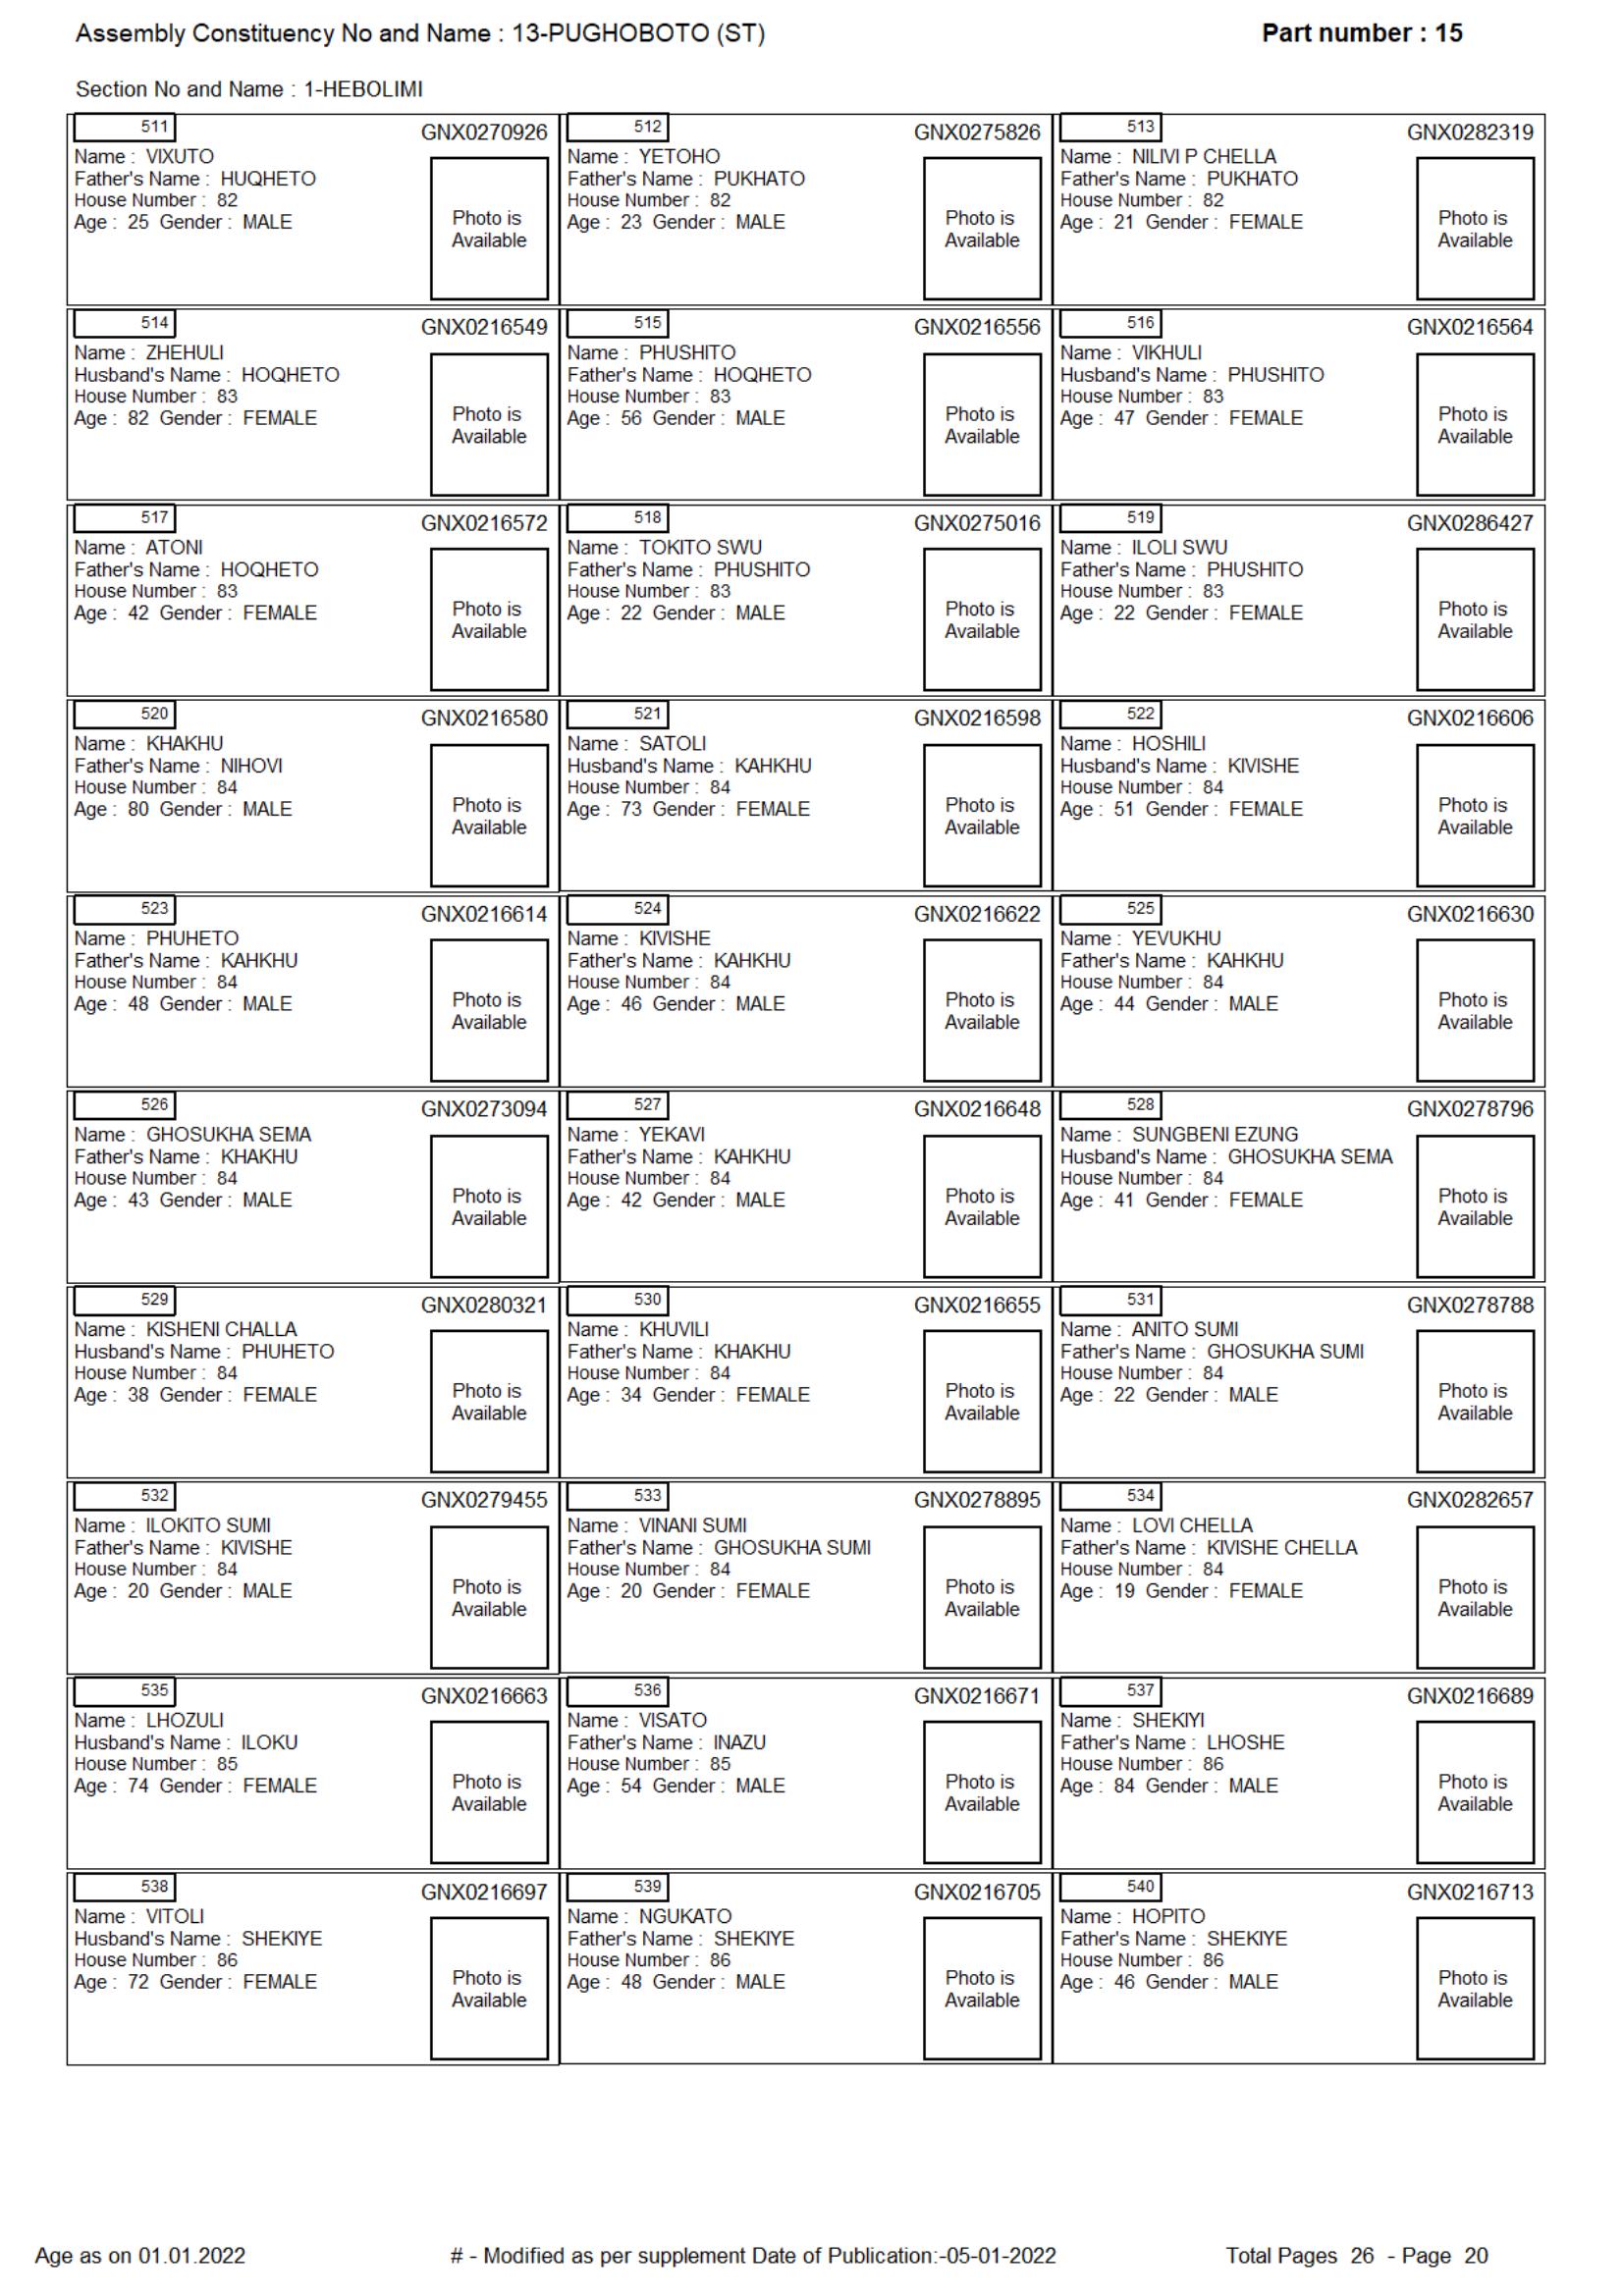 Assembly Constituency No and Name : 13-PUGHOBOTO (ST)
Part number : 15
Section No and Name : 1-HEBOLIMI
511
GNX0270926
Name : VIXUTO
Father's Name : HUQHETO
House Number : 82
Age : 25 Gender : MALE
Photo is
Available
512
GNX0275826
Name : YETOHO
Father's Name : PUKHATO
House Number : 82
Age : 23 Gender : MALE
Photo is
Available
513
GNX0282319
Name : NILIVI P CHELLA
Father's Name : PUKHATO
House Number : 82
Age : 21 Gender : FEMALE
Photo is
Available
514
GNX0216549
Name : ZHEHULI
Husband's Name : HOQHETO
House Number : 83
Age : 82 Gender : FEMALE
Photo is
Available
515
GNX0216556
Name : PHUSHITO
Father's Name : HOQHETO
House Number : 83
Age : 56 Gender : MALE
Photo is
Available
516
GNX0216564
Name : VIKHULI
Husband's Name : PHUSHITO
House Number : 83
Age : 47 Gender : FEMALE
Photo is
Available
517
GNX0216572
Name : ATONI
Father's Name : HOQHETO
House Number : 83
Age : 42 Gender : FEMALE
Photo is
Available
518
GNX0275016
Name : TOKITO SWU
Father's Name : PHUSHITO
House Number : 83
Age : 22 Gender : MALE
Photo is
Available
519
GNX0286427
Name : ILOLI SWU
Father's Name : PHUSHITO
House Number : 83
Age : 22 Gender : FEMALE
Photo is
Available
520
GNX0216580
Name : KHAKHU
Father's Name : NIHOVI
House Number : 84
Age : 80 Gender : MALE
Photo is
Available
521
GNX0216598
Name : SATOLI
Husband's Name : KAHKHU
House Number : 84
Age : 73 Gender : FEMALE
Photo is
Available
522
GNX0216606
Name : HOSHILI
Husband's Name : KIVISHE
House Number : 84
Age : 51 Gender : FEMALE
Photo is
Available
523
GNX0216614
Name : PHUHETO
Father's Name : KAHKHU
House Number : 84
Age : 48 Gender : MALE
Photo is
Available
524
GNX0216622
Name : KIVISHE
Father's Name : KAHKHU
House Number : 84
Age : 46 Gender : MALE
Photo is
Available
525
GNX0216630
Name : YEVUKHU
Father's Name : KAHKHU
House Number : 84
Age : 44 Gender : MALE
Photo is
Available
526
GNX0273094
Name : GHOSUKHA SEMA
Father's Name : KHAKHU
House Number : 84
Age : 43 Gender : MALE
Photo is
Available
527
GNX0216648
Name : YEKAVI
Father's Name : KAHKHU
House Number : 84
Age : 42 Gender : MALE
Photo is
Available
528
GNX0278796
Name : SUNGBENI EZUNG
Husband's Name : GHOSUKHA SEMA
House Number : 84
Age : 41 Gender : FEMALE
Photo is
Available
529
GNX0280321
Name : KISHENI CHALLA
Husband's Name : PHUHETO
House Number : 84
Age : 38 Gender : FEMALE
Photo is
Available
530
GNX0216655
Name : KHUVILI
Father's Name : KHAKHU
House Number : 84
Age : 34 Gender : FEMALE
Photo is
Available
531
GNX0278788
Name : ANITO SUMI
Father's Name : GHOSUKHA SUMI
House Number : 84
Age : 22 Gender : MALE
Photo is
Available
532
GNX0279455
Name : ILOKITO SUMI
Father's Name : KIVISHE
House Number : 84
Age : 20 Gender : MALE
Photo is
Available
533
GNX0278895
Name : VINANI SUMI
Father's Name : GHOSUKHA SUMI
House Number : 84
Age : 20 Gender : FEMALE
Photo is
Available
534
GNX0282657
Name : LOVI CHELLA
Father's Name : KIVISHE CHELLA
House Number : 84
Age : 19 Gender : FEMALE
Photo is
Available
535
GNX0216663
Name : LHOZULI
Husband's Name : ILOKU
House Number : 85
Age : 74 Gender : FEMALE
Photo is
Available
536
GNX0216671
Name : VISATO
Father's Name : INAZU
House Number : 85
Age : 54 Gender : MALE
Photo is
Available
537
GNX0216689
Name : SHEKIYI
Father's Name : LHOSHE
House Number : 86
Age : 84 Gender : MALE
Photo is
Available
538
GNX0216697
Name : VITOLI
Husband's Name : SHEKIYE
House Number : 86
Age : 72 Gender : FEMALE
Photo is
Available
539
GNX0216705
Name : NGUKATO
Father's Name : SHEKIYE
House Number : 86
Age : 48 Gender : MALE
Photo is
Available
540
GNX0216713
Name : HOPITO
Father's Name : SHEKIYE
House Number : 86
Age : 46 Gender : MALE
Photo is
Available
Age as on 01.01.2022
# - Modified as per supplement Date of Publication:-05-01-2022
Total Pages 26 - Page 20